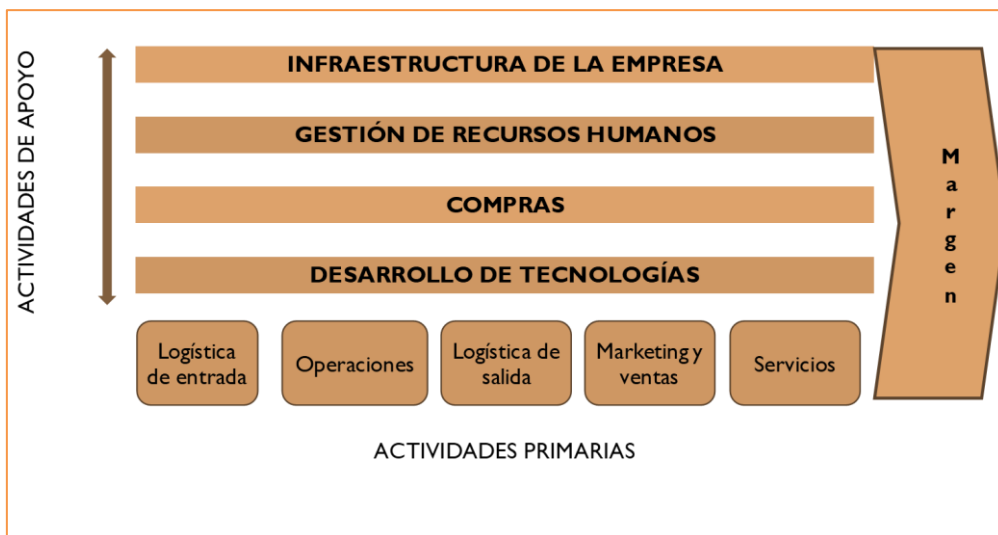 ACTIVIDADES DE APOYO
INFRAESTRUCTURA DE LA EMPRESA
GESTIÓN DE RECURSOS HUMANOS
COMPRAS
DESARROLLO DE TECNOLOGÍAS
Logística
de entrada
Operaciones
Logística de
salida
Marketing y
ventas
Servicios
Margen
ACTIVIDADES PRIMARIAS